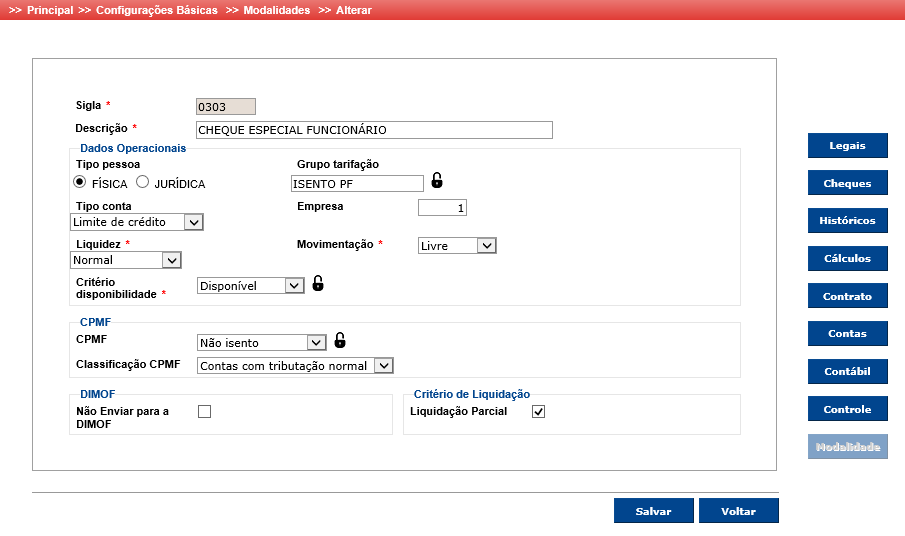 >> Principal >> Configurações Básicas >> Modalidades >> Alterar
Sigla * 0303
Descrição * CHEQUE ESPECIAL FUNCIONÁRIO
Dados Operacionais
Tipo pessoa Grupo tarifação
FÍSICA JURÍDICA ISENTO PF
Tipo conta Empresa 1
Limite de crédito
Liquidez * Movimentação * Livre
Normal
Critério
disponibilidade * Disponível
CPMF
CPMF Não isento
Classificação CPMF Contas com tributação normal
DIMOF Critério de Liquidação
Não Enviar para a
DIMOF
Liquidação Parcial
Legais
Cheques
Históricos
Cálculos
Contrato
Contas
Contábil
Controle
Modalidade
Salvar Voltar